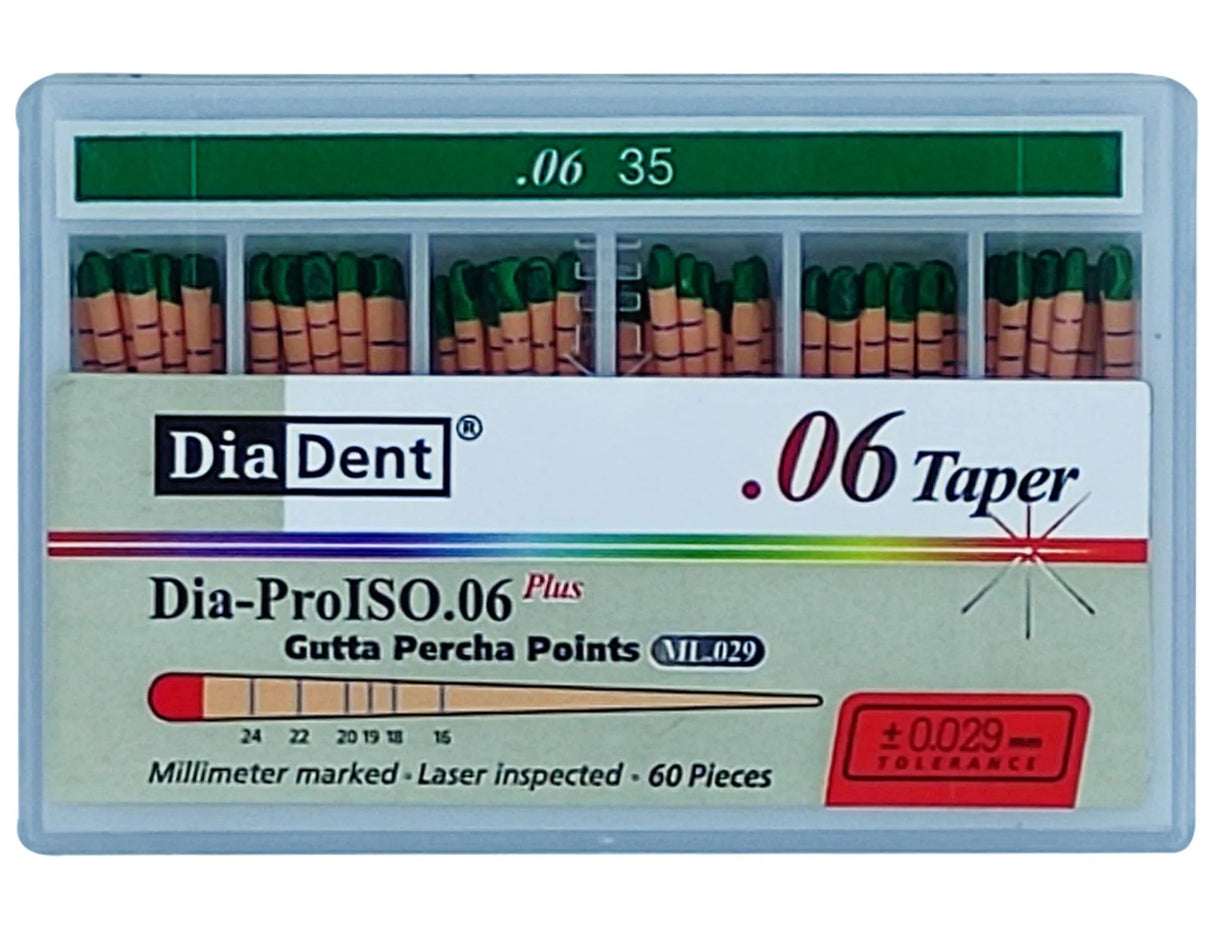 .06 35
DiaDent®
.06 Taper
Dia-ProISO.06 Plus
Gutta Percha Points ML.029
24 22 20 19 18 16
Millimeter marked · Laser inspected · 60 Pieces
± 0.029 mm
TOLERANCE